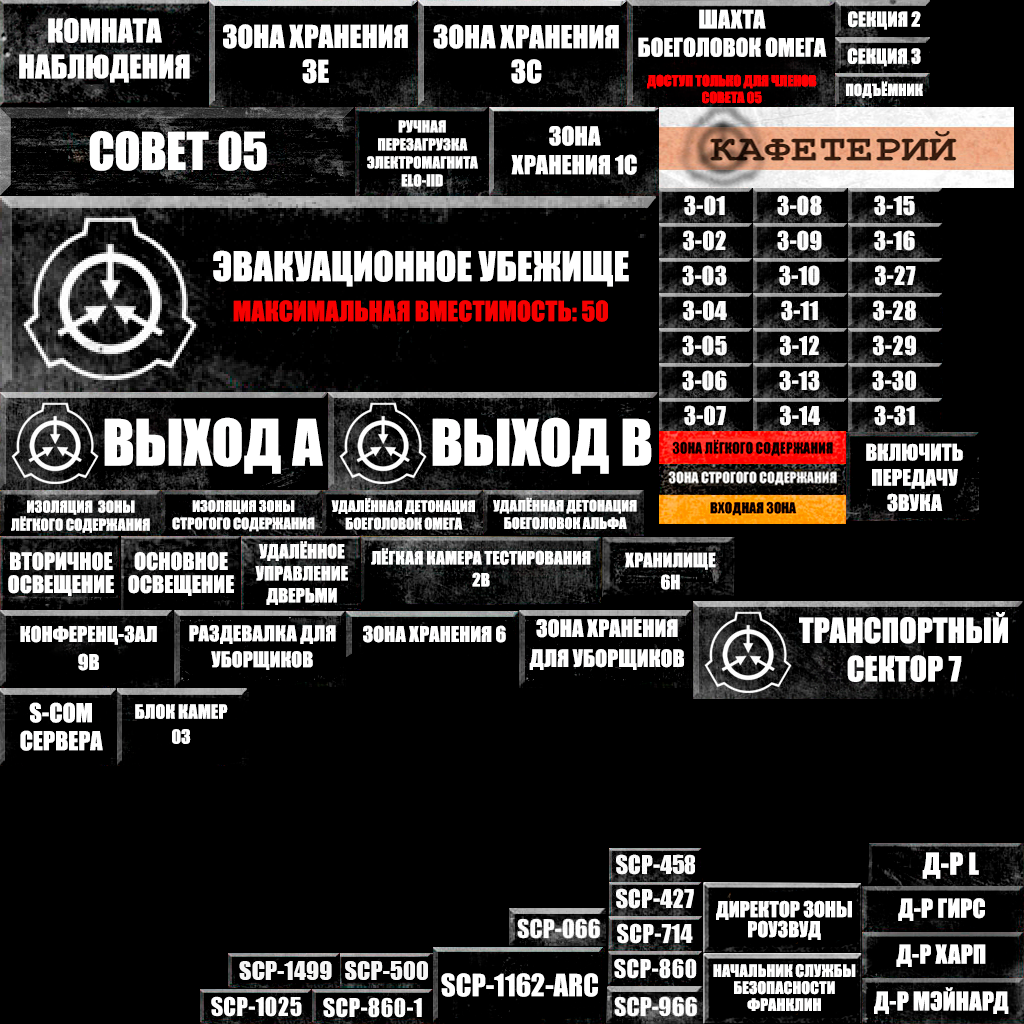 КОМНАТА
НАБЛЮДЕНИЯ
ЗОНА ХРАНЕНИЯ
3E
ЗОНА ХРАНЕНИЯ
3C
ШАХТА
БОЕГОЛОВОК ОМЕГА
ДОСТУП ТОЛЬКО ДЛЯ ЧЛЕНОВ
СОВЕТА 05
СЕКЦИЯ 2
СЕКЦИЯ 3
ПОДЪЁМНИК
СОВЕТ 05
РУЧНАЯ
ПЕРЕЗАГРУЗКА
ЭЛЕКТРОМАГНИТА
ELO-IID
ЗОНА
ХРАНЕНИЯ 1С
КАФЕТЕРИЙ
ЭВАКУАЦИОННОЕ УБЕЖИЩЕ
МАКСИМАЛЬНАЯ ВМЕСТИМОСТЬ: 50
3-01
3-08
3-15
3-02
3-09
3-16
3-03
3-10
3-27
3-04
3-11
3-28
3-05
3-12
3-29
3-06
3-13
3-30
3-07
3-14
3-31
ВЫХОД А
ВЫХОД В
ЗОНА ЛЁГКОГО СОДЕРЖАНИЯ
ЗОНА СТРОГОГО СОДЕРЖАНИЯ
ВХОДНАЯ ЗОНА
ВКЛЮЧИТЬ
ПЕРЕДАЧУ
ЗВУКА
ИЗОЛЯЦИЯ ЗОНЫ
ЛЁГКОГО СОДЕРЖАНИЯ
ИЗОЛЯЦИЯ ЗОНЫ
СТРОГОГО СОДЕРЖАНИЯ
УДАЛЁННАЯ ДЕТОНАЦИЯ
БОЕГОЛОВОК ОМЕГА
УДАЛЁННАЯ ДЕТОНАЦИЯ
БОЕГОЛОВОК АЛЬФА
ВТОРИЧНОЕ
ОСВЕЩЕНИЕ
ОСНОВНОЕ
ОСВЕЩЕНИЕ
УДАЛЁННОЕ
УПРАВЛЕНИЕ
ДВЕРЬМИ
ЛЁГКАЯ КАМЕРА ТЕСТИРОВАНИЯ
2В
ХРАНИЛИЩЕ
6Н
КОНФЕРЕНЦ-ЗАЛ
9В
РАЗДЕВАЛКА ДЛЯ
УБОРЩИКОВ
ЗОНА ХРАНЕНИЯ 6
ЗОНА ХРАНЕНИЯ
ДЛЯ УБОРЩИКОВ
ТРАНСПОРТНЫЙ
СЕКТОР 7
S-COM
СЕРВЕРА
БЛОК КАМЕР
03
SCP-458
SCP-427
SCP-714
SCP-860
SCP-966
SCP-066
SCP-1499
SCP-500
SCP-1162-ARC
SCP-1025
SCP-860-1
ДИРЕКТОР ЗОНЫ
РОУЗВУД
НАЧАЛЬНИК СЛУЖБЫ
БЕЗОПАСНОСТИ
ФРАНКЛИН
Д-Р L
Д-Р ГИРС
Д-Р ХАРП
Д-Р МЭЙНАРД